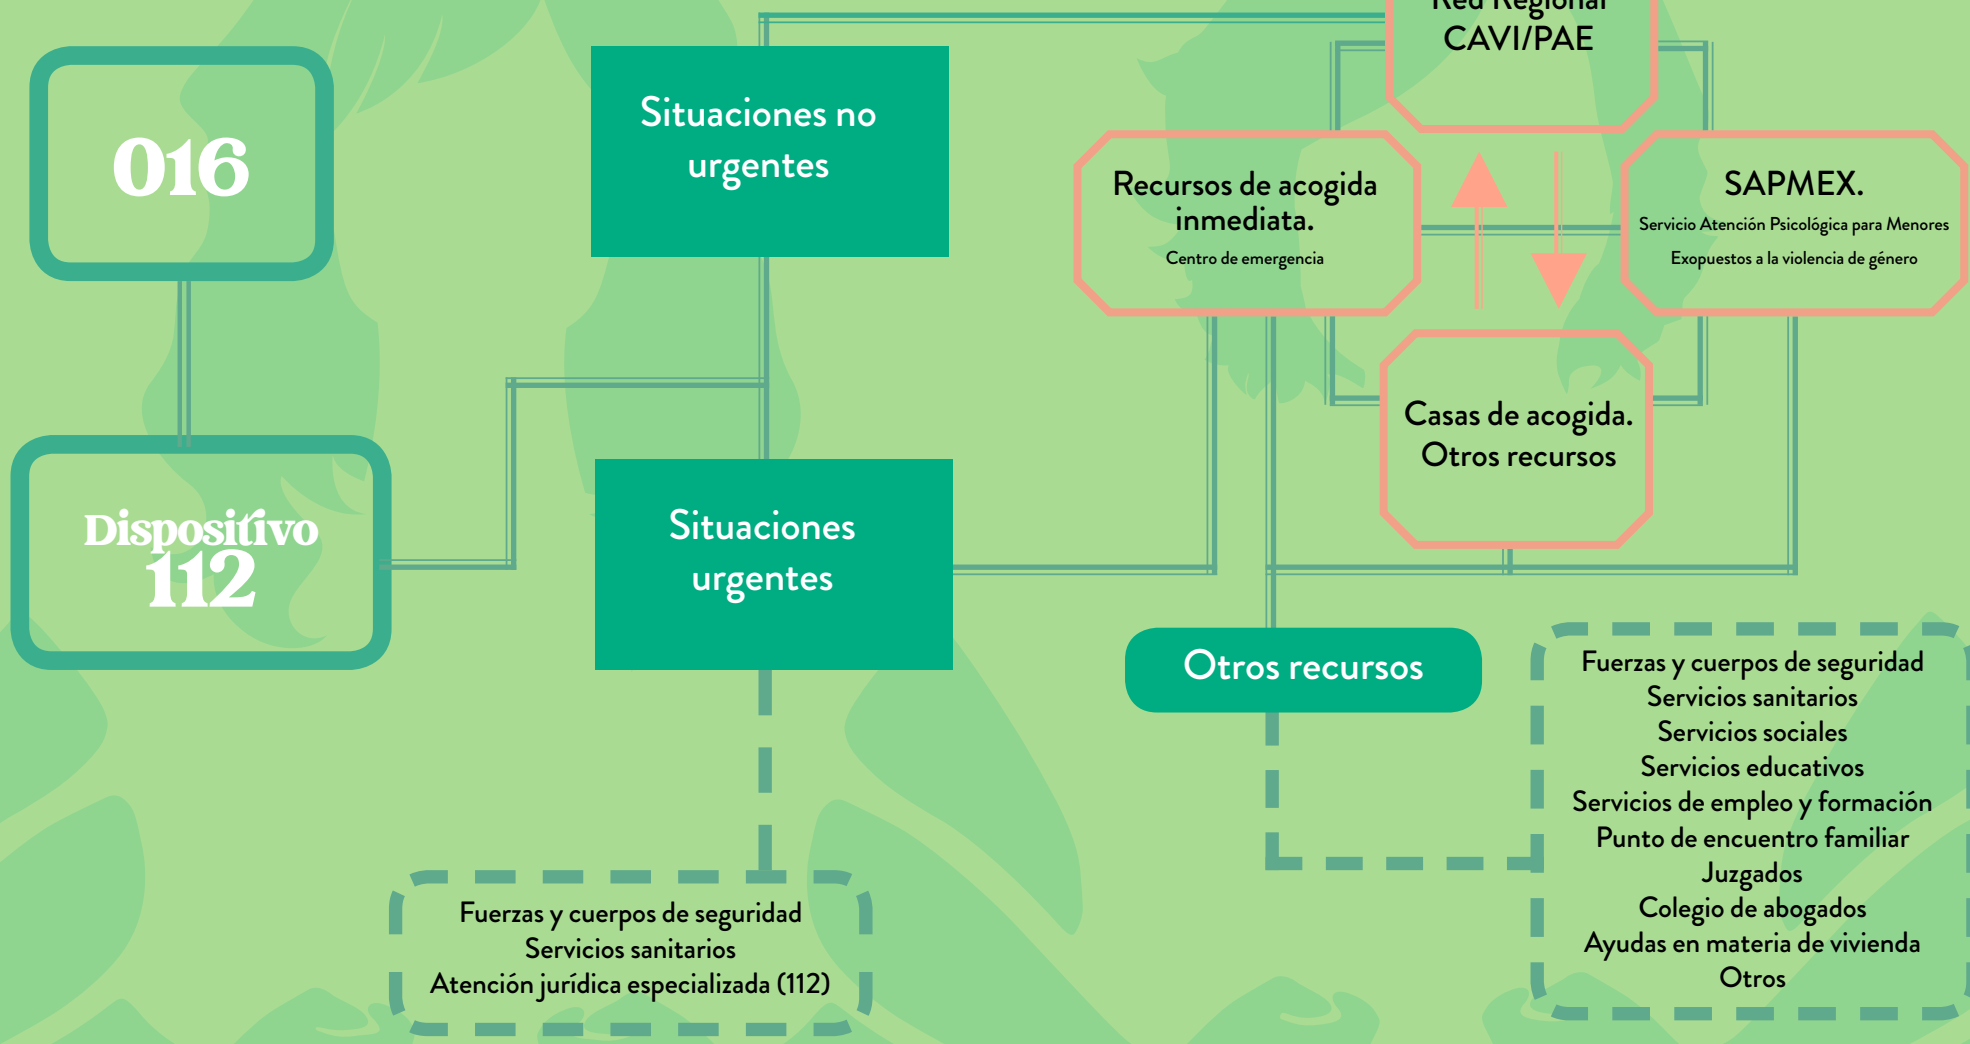 Red Regional
CAVI/PAE
016
Situaciones no
urgentes
Recursos de acogida
inmediata.
Centro de emergencia
SAPMEX.
Servicio Atención Psicológica para Menores
Exopuestos a la violencia de género
Casas de acogida.
Otros recursos
Dispositivo
112
Situaciones
urgentes
Otros recursos
Fuerzas y cuerpos de seguridad
Servicios sanitarios
Servicios sociales
Servicios educativos
Servicios de empleo y formación
Punto de encuentro familiar
Juzgados
Colegio de abogados
Ayudas en materia de vivienda
Otros
Fuerzas y cuerpos de seguridad
Servicios sanitarios
Atención jurídica especializada (112)